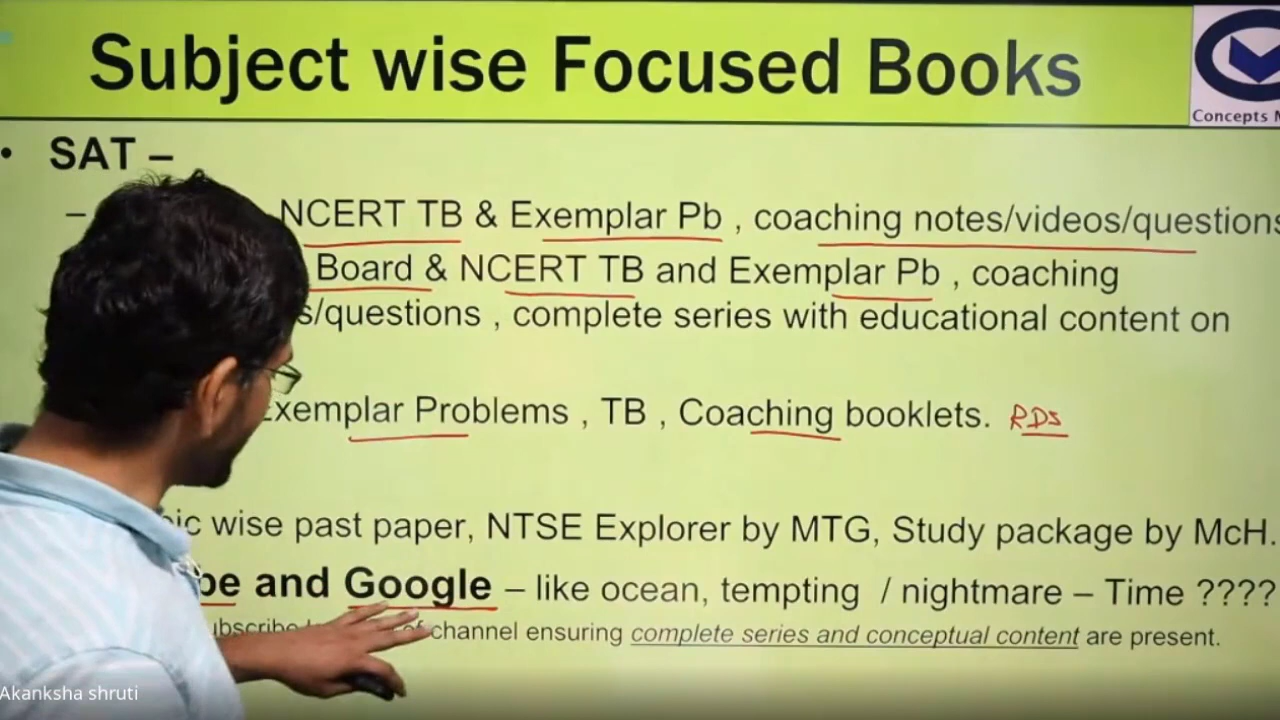 Subject wise Focused Books
Concepts
• SAT –
– NCERT TB & Exemplar Pb , coaching notes/videos/questions
Board & NCERT TB and Exemplar Pb , coaching
s/questions , complete series with educational content on
Exemplar Problems , TB , Coaching booklets. RDS
ic wise past paper, NTSE Explorer by MTG, Study package by McH.
be and Google – like ocean, tempting / nightmare – Time ????
ubscribe of channel ensuring complete series and conceptual content are present.
Akanksha shruti